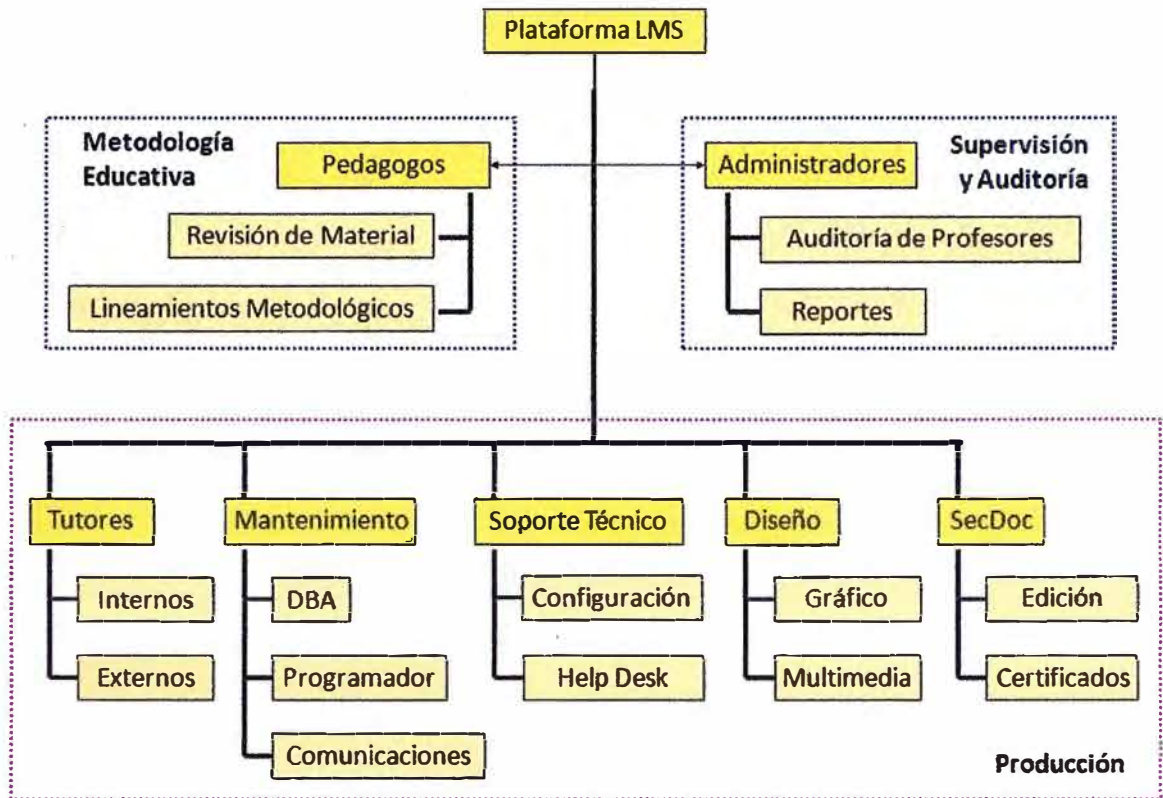 Plataforma LMS
Metodología
Educativa
Pedagogos
Revisión de Material
Lineamientos Metodológicos
Supervisión
y Auditoría
Administradores
Auditoría de Profesores
Reportes
Tutores
Internos
Externos
Mantenimiento
DBA
Programador
Comunicaciones
Soporte Técnico
Configuración
Help Desk
Diseño
Gráfico
Multimedia
SecDoc
Edición
Certificados
Producción